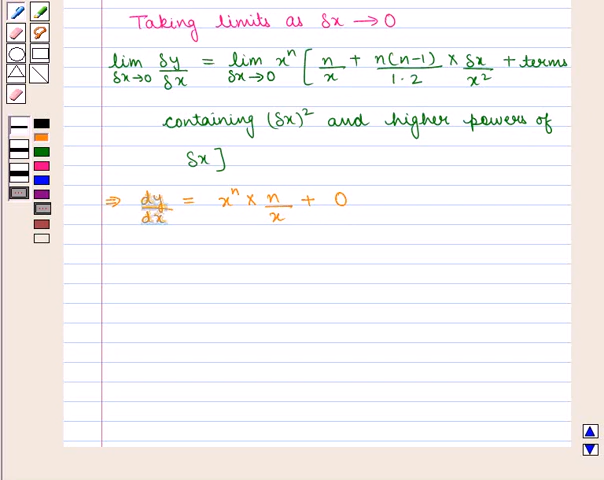 Taking limits as δx → 0
lim δx→0 δy/δx = lim δx→0 xⁿ [ n/x + n(n-1)/1·2 × δx/x² + terms
containing (δx)² and higher powers of
δx ]
⇒ dy/dx = xⁿ × n/x + 0